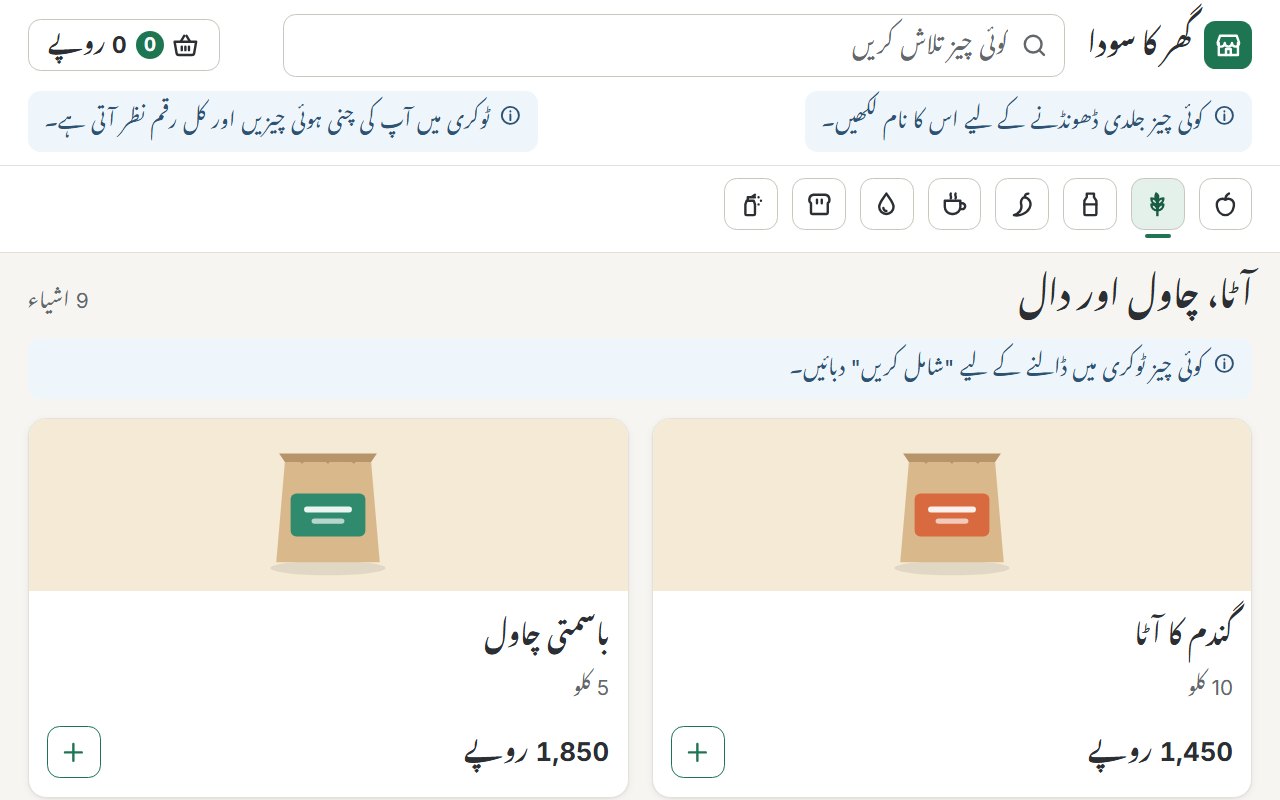 گھر کا سودا
کوئی چیز تلاش کریں
0 0 روپے
کوئی چیز جلدی ڈھونڈنے کے لیے اس کا نام لکھیں۔
ٹوکری میں آپ کی چنی ہوئی چیزیں اور کل رقم نظر آتی ہے۔
آٹا، چاول اور دال
9 اشیاء
کوئی چیز ٹوکری میں ڈالنے کے لیے "شامل کریں" دبائیں۔
گندم کا آٹا
10 کلو
1,450 روپے
باسمتی چاول
5 کلو
1,850 روپے